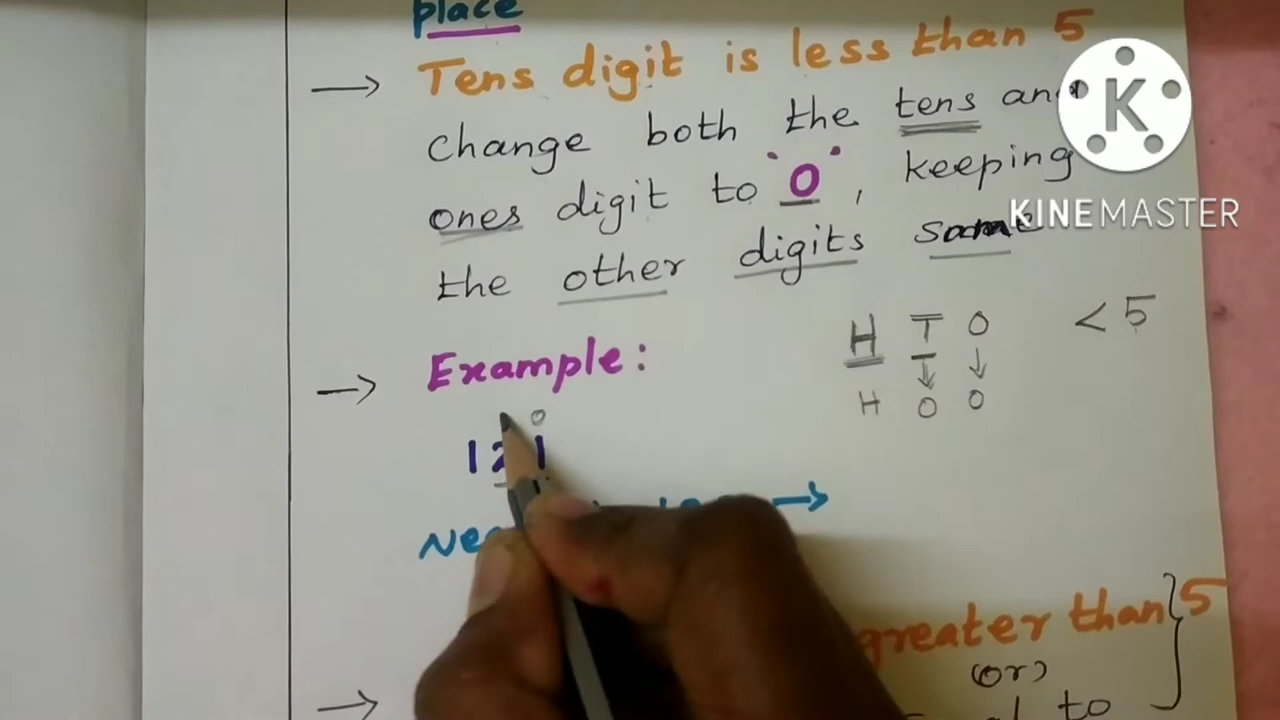 place
→ Tens digit is less than 5
change both the tens and
ones digit to '0', keeping
the other digits same
K
KINEMASTER
H T O < 5
↓ ↓
H 0 0
→ Example:
0
121
→
greater than 5
(or)
→ to